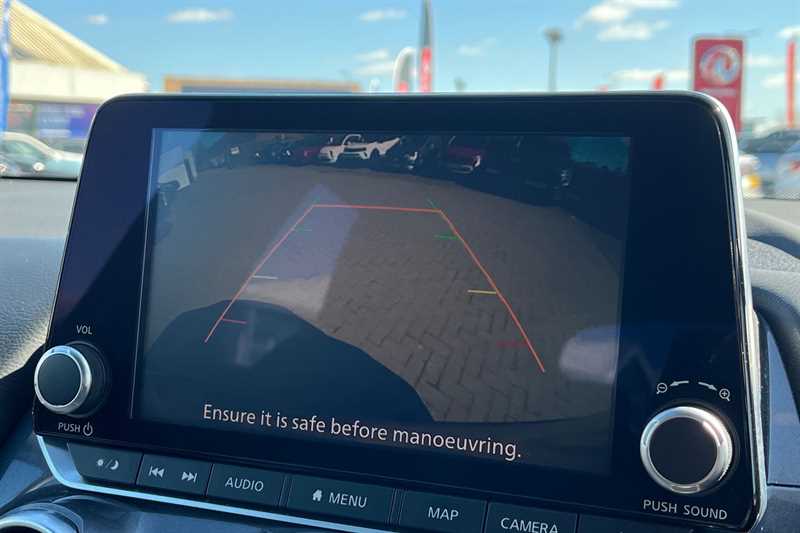 Ensure it is safe before manoeuvring.
VOL
PUSH
PUSH SOUND
AUDIO
MENU
MAP
CAMERA